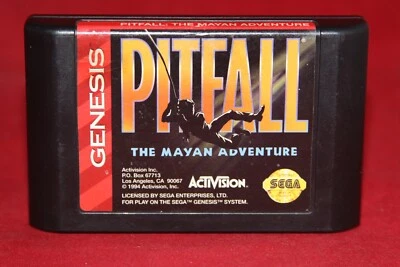 PITFALL: THE MAYAN ADVENTURE
GENESIS
PITFALL
THE MAYAN ADVENTURE
Activision Inc.
P.O. Box 67713
Los Angeles, CA 90067
© 1994 Activision, Inc.
ACTIVISION.
SEGA
LICENSED BY SEGA ENTERPRISES, LTD.
FOR PLAY ON THE SEGA™ GENESIS™ SYSTEM.